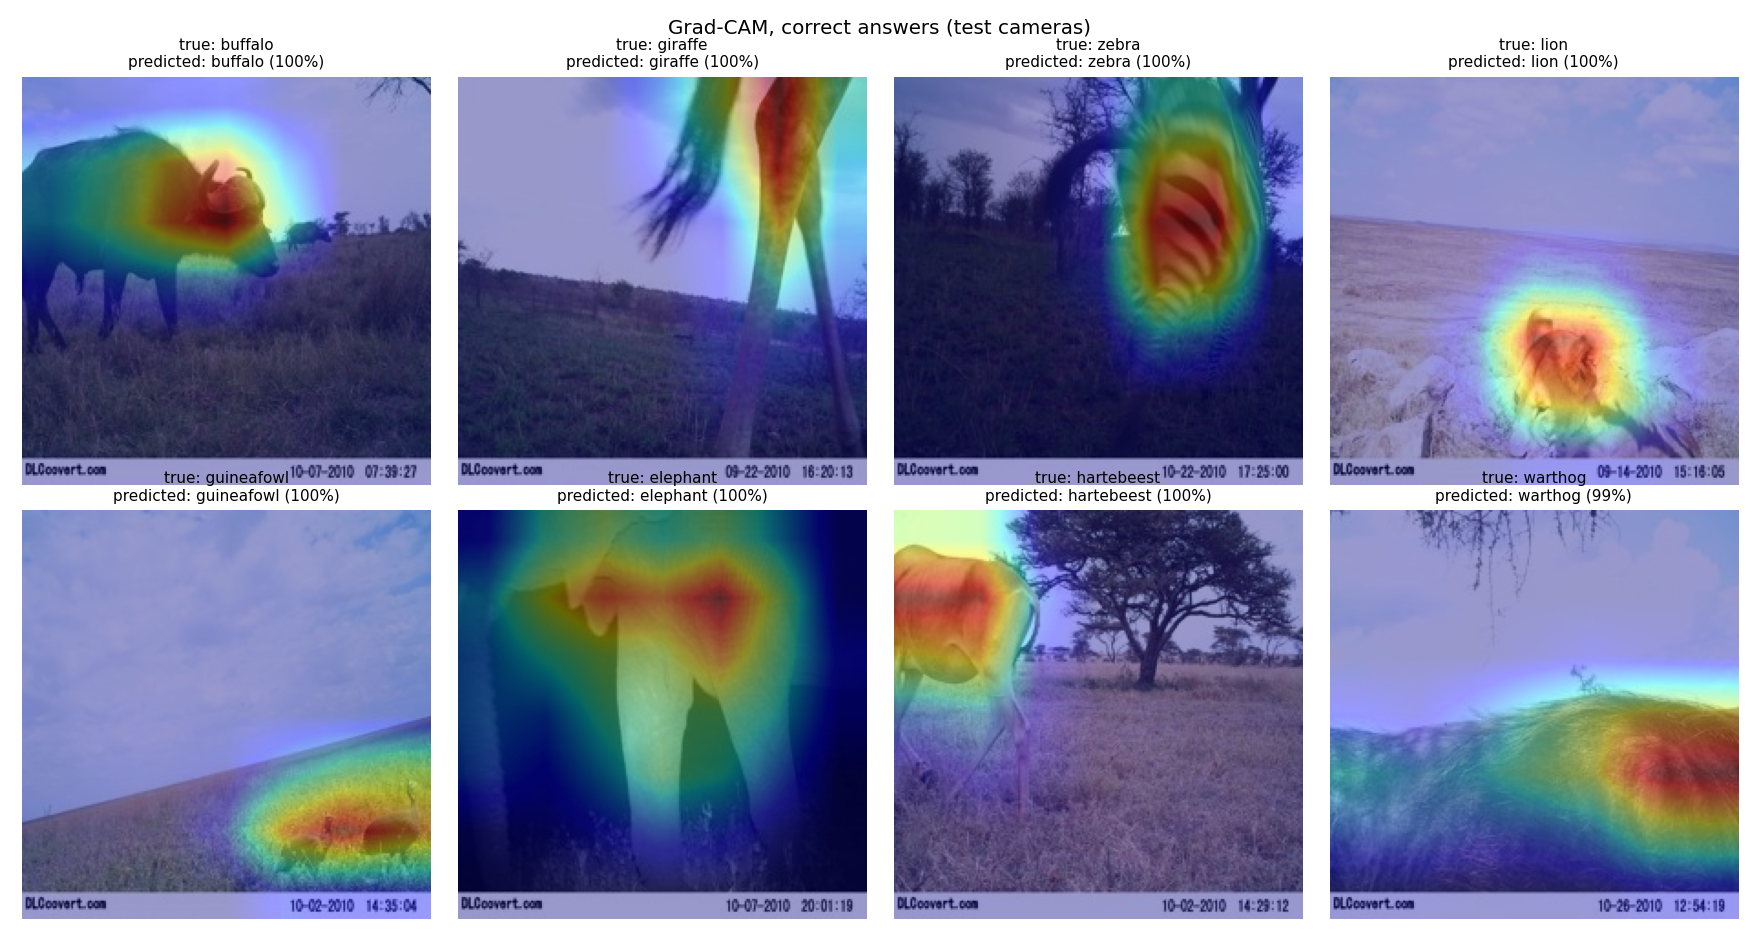 Grad-CAM, correct answers (test cameras)
true: buffalo
predicted: buffalo (100%)
true: giraffe
predicted: giraffe (100%)
true: zebra
predicted: zebra (100%)
true: lion
predicted: lion (100%)
DLCcovert.com 10-07-2010 07:39:27
DLCcovert.com 09-22-2010 16:20:13
DLCcovert.com 10-22-2010 17:25:00
DLCcovert.com 09-14-2010 15:16:05
true: guineafowl
predicted: guineafowl (100%)
true: elephant
predicted: elephant (100%)
true: hartebeest
predicted: hartebeest (100%)
true: warthog
predicted: warthog (99%)
DLCcovert.com 10-02-2010 14:35:04
DLCcovert.com 10-07-2010 20:01:19
DLCcovert.com 10-02-2010 14:29:12
DLCcovert.com 10-26-2010 12:54:19